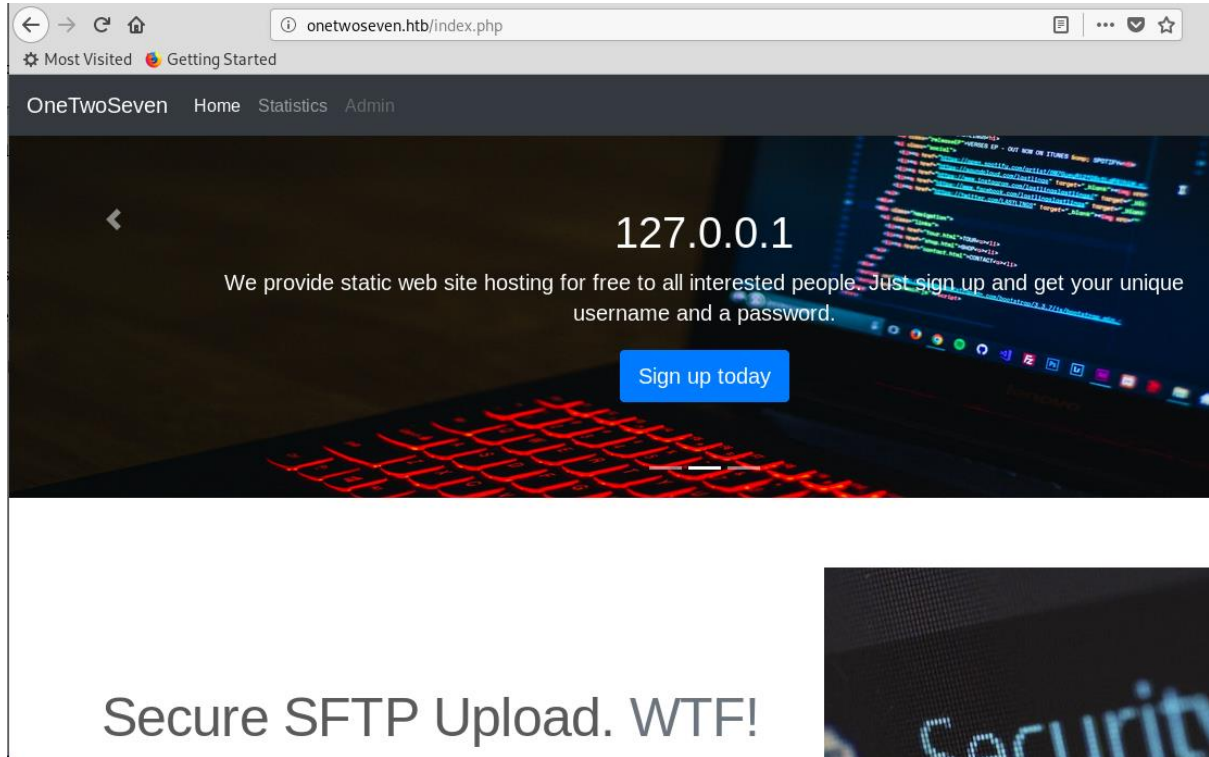 onetwoseven.htb/index.php
Most Visited Getting Started
OneTwoSeven Home Statistics Admin
127.0.0.1
We provide static web site hosting for free to all interested people. Just sign up and get your unique
username and a password.
Sign up today
Secure SFTP Upload. WTF!